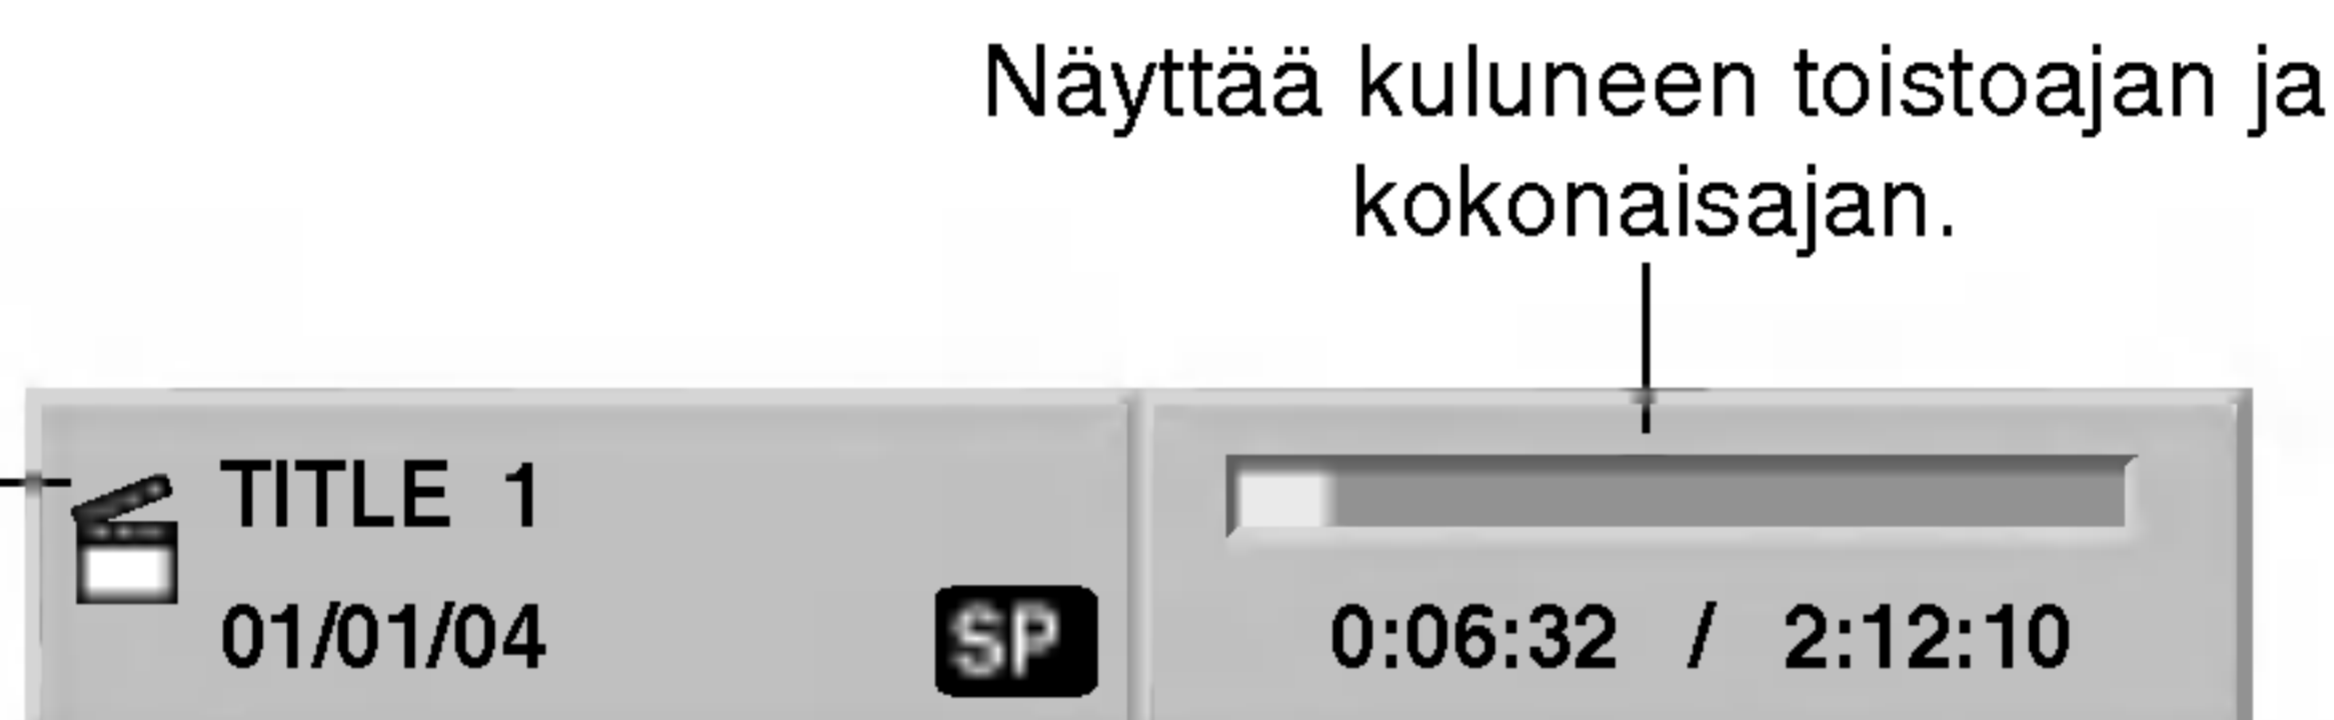 Näyttää kuluneen toistoajan ja
kokonaisajan.
TITLE 1
01/01/04
SP
0:06:32 / 2:12:10